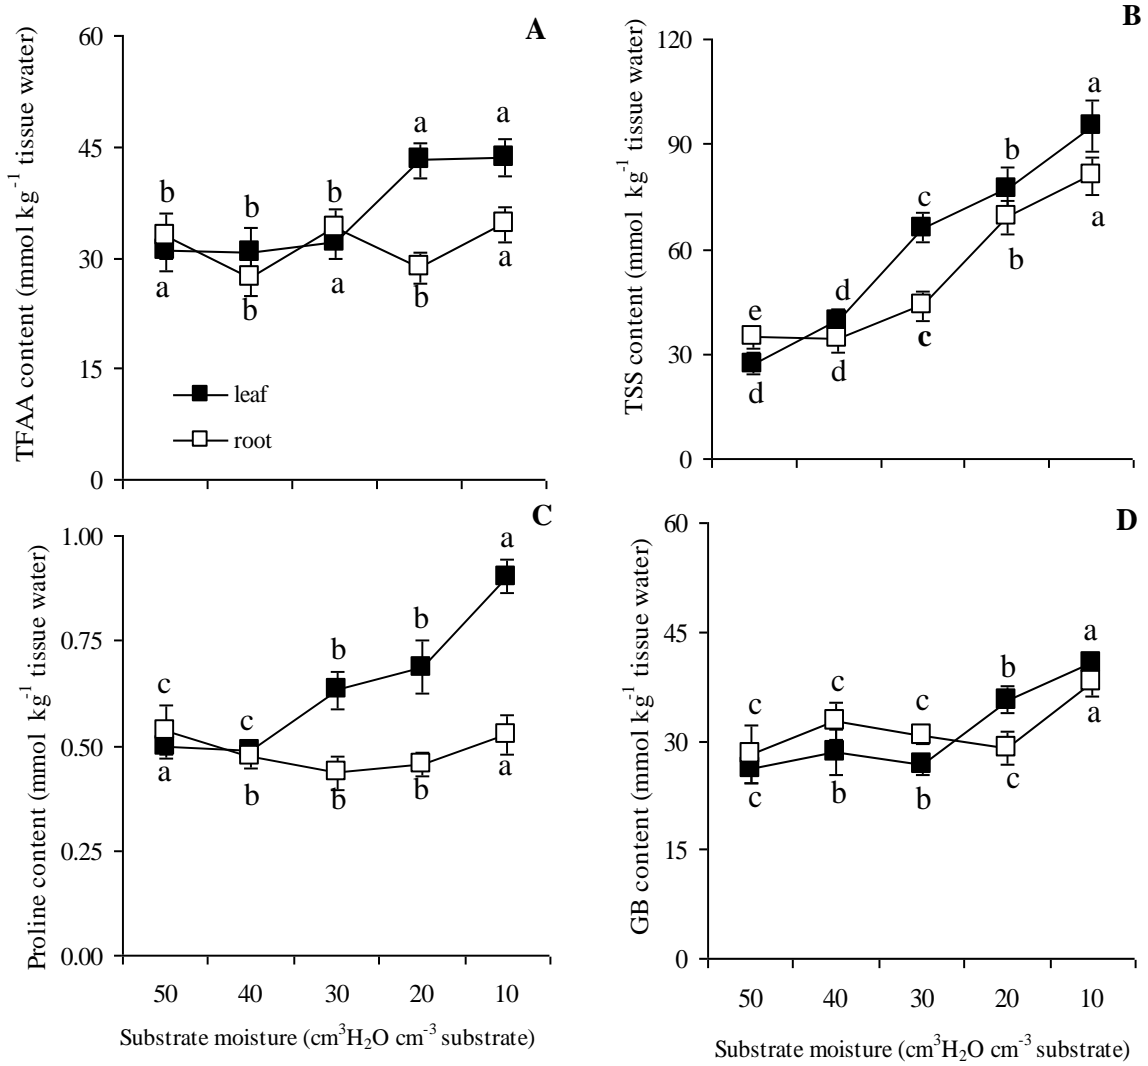 A
TFAA content (mmol kg⁻¹ tissue water)
60
45
30
15
0
b b b a a
a b a b a
leaf
root
B
TSS content (mmol kg⁻¹ tissue water)
120
90
60
30
0
e d c b a
d d c b a
C
Proline content (mmol kg⁻¹ tissue water)
1.00
0.75
0.50
0.25
0.00
c c b b a
a b b b a
50 40 30 20 10
Substrate moisture (cm³H₂O cm⁻³ substrate)
D
GB content (mmol kg⁻¹ tissue water)
60
45
30
15
0
c c c b a
c b b c a
50 40 30 20 10
Substrate moisture (cm³H₂O cm⁻³ substrate)